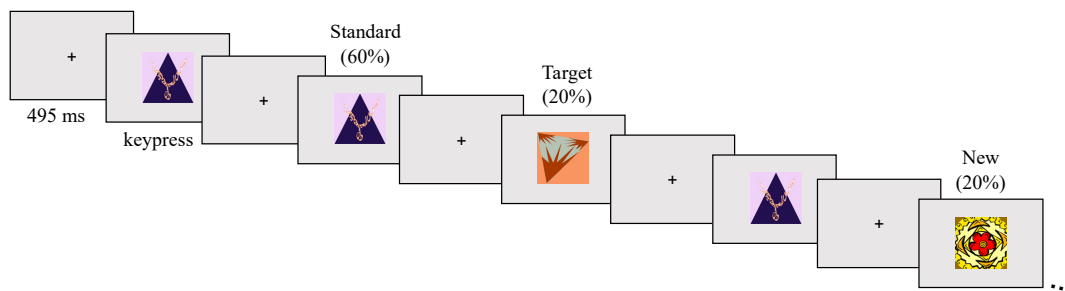 Standard
(60%)
Target
(20%)
495 ms
keypress
New
(20%)